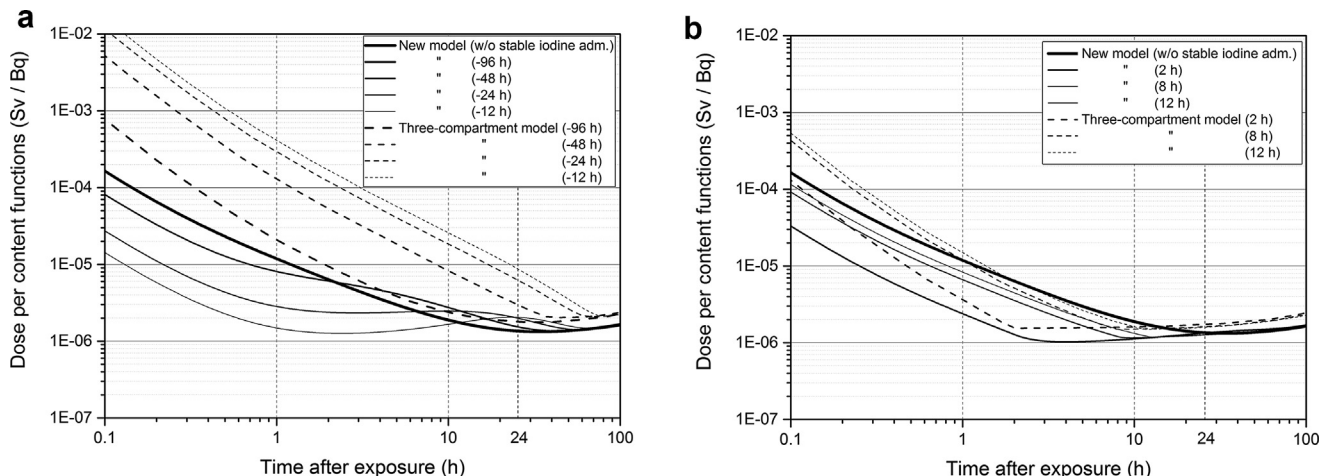 a
Dose per content functions (Sv / Bq)
1E-02
1E-03
1E-04
1E-05
1E-06
1E-07
New model (w/o stable iodine adm.)
" (-96 h)
" (-48 h)
" (-24 h)
" (-12 h)
Three-compartment model (-96 h)
" (-48 h)
" (-24 h)
" (-12 h)
0.1 1 10 24 100
Time after exposure (h)
b
Dose per content functions (Sv / Bq)
1E-02
1E-03
1E-04
1E-05
1E-06
1E-07
New model (w/o stable iodine adm.)
" (2 h)
" (8 h)
" (12 h)
Three-compartment model (2 h)
" (8 h)
" (12 h)
0.1 1 10 24 100
Time after exposure (h)